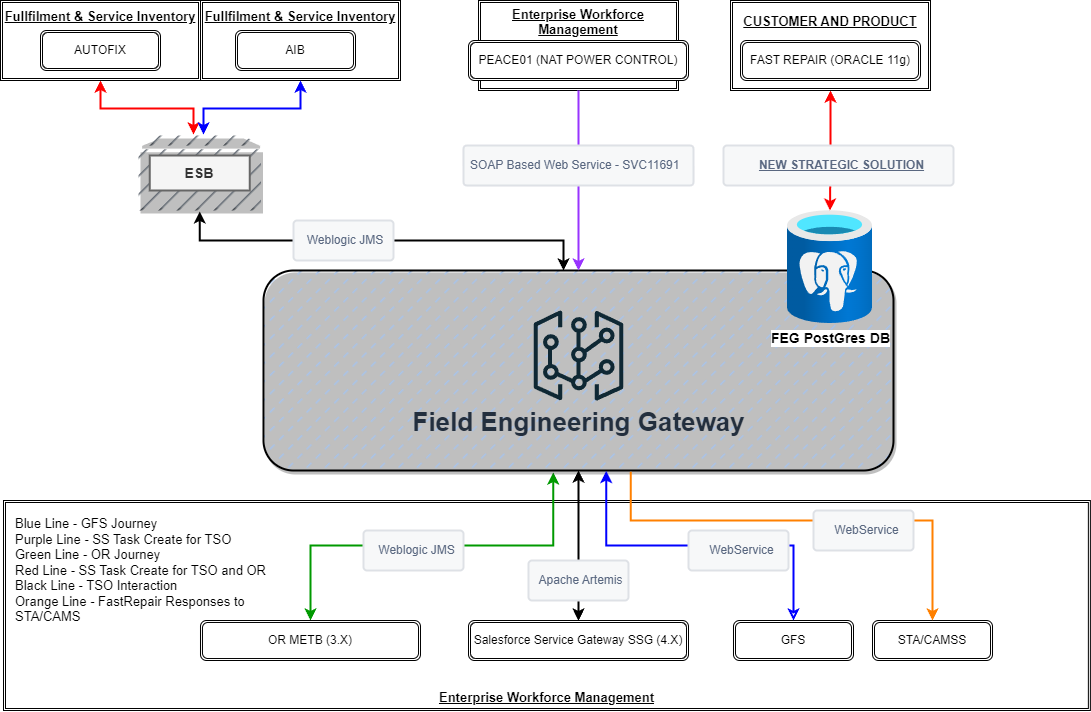 Fullfilment & Service Inventory
AUTOFIX
Fullfilment & Service Inventory
AIB
Enterprise Workforce
Management
PEACE01 (NAT POWER CONTROL)
CUSTOMER AND PRODUCT
FAST REPAIR (ORACLE 11g)
ESB
SOAP Based Web Service - SVC11691
NEW STRATEGIC SOLUTION
Weblogic JMS
FEG PostGres DB
Field Engineering Gateway
Blue Line - GFS Journey
Purple Line - SS Task Create for TSO
Green Line - OR Journey
Red Line - SS Task Create for TSO and OR
Black Line - TSO Interaction
Orange Line - FastRepair Responses to
STA/CAMS
Weblogic JMS
Apache Artemis
WebService
WebService
OR METB (3.X)
Salesforce Service Gateway SSG (4.X)
GFS
STA/CAMSS
Enterprise Workforce Management